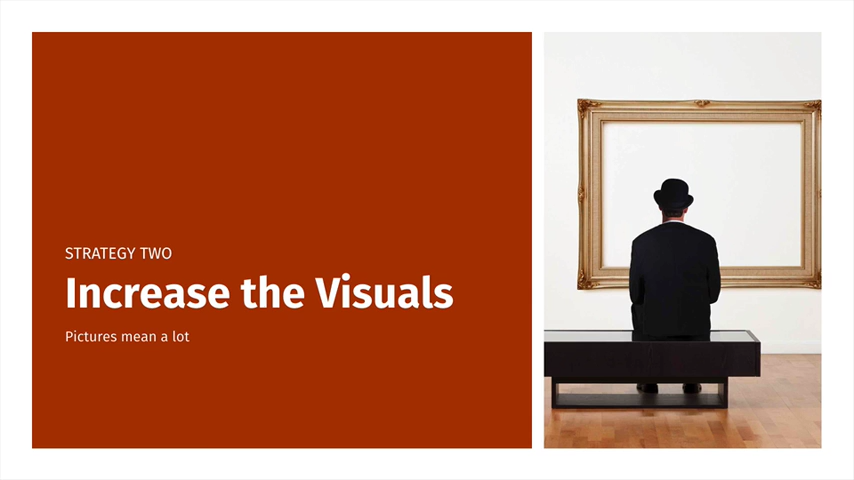 STRATEGY TWO
Increase the Visuals
Pictures mean a lot